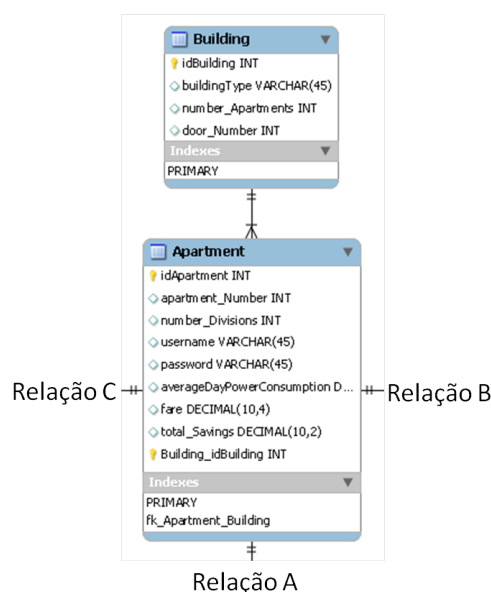 Building
idBuilding INT
buildingType VARCHAR(45)
number_Apartments INT
door_Number INT
Indexes
PRIMARY
Apartment
idApartment INT
apartment_Number INT
number_Divisions INT
username VARCHAR(45)
password VARCHAR(45)
Relação C
averageDayPowerConsumption D...
Relação B
fare DECIMAL(10,4)
total_Savings DECIMAL(10,2)
Building_idBuilding INT
Indexes
PRIMARY
fk_Apartment_Building
Relação A